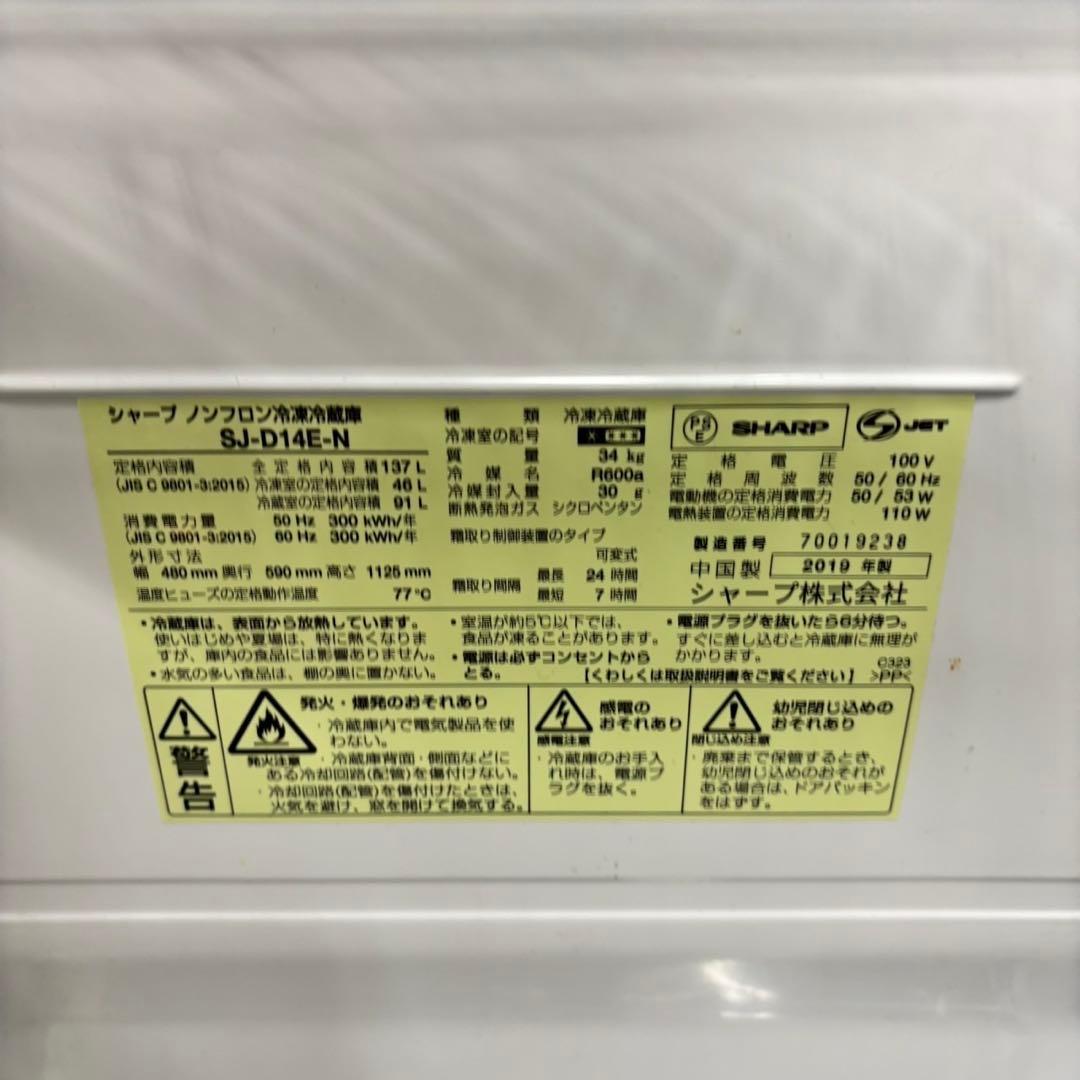 シャープ ノンフロン冷凍冷蔵庫
SJ-D14E-N
定格内容積 全定格内容積 137 L
(JIS C 9801-3:2015) 冷凍室の定格内容積 46 L
冷蔵室の定格内容積 91 L
消費電力量 50 Hz 300 kWh/年
(JIS C 9801-3:2015) 60 Hz 300 kWh/年
外形寸法
幅 480 mm 奥行 590 mm 高さ 1125 mm
温度ヒューズの定格動作温度 77℃
種類 冷凍冷蔵庫
冷凍室の記号
質量 34 kg
冷媒名 R600a
冷媒封入量 30 g
断熱発泡ガス シクロペンタン
霜取り制御装置のタイプ
可変式
霜取り間隔 最長 24 時間
最短 7 時間
PS E SHARP JET
定格電圧 100 V
定格周波数 50 / 60 Hz
電動機の定格消費電力 50 / 53 W
電熱装置の定格消費電力 110 W
製造番号 70019238
中国製 2019 年製
シャープ株式会社
・冷蔵庫は、表面から放熱しています。
使いはじめや夏場は、特に熱くなりま
すが、庫内の食品には影響ありません。
・水気の多い食品は、棚の奥に置かない。
・室温が約5℃以下では、
食品が凍ることがあります。
・電源は必ずコンセントから
とる。
・電源プラグを抜いたら6分待つ。
すぐに差し込むと冷蔵庫に無理が
かかります。
【くわしくは取扱説明書をご覧ください】
C323
>PP<
警告
発火・爆発のおそれあり
発火注意
・冷蔵庫内で電気製品を使
わない。
・冷蔵庫背面・側面などに
ある冷却回路(配管)を傷付けない。
・冷却回路(配管)を傷付けたときは、
火気を避け、窓を開けて換気する。
感電の
おそれあり
感電注意
・冷蔵庫のお手入
れ時は、電源プ
ラグを抜く。
幼児閉じ込めの
おそれあり
閉じ込め注意
・廃棄まで保管するとき、
幼児閉じ込めのおそれが
ある場合は、ドアパッキン
をはずす。